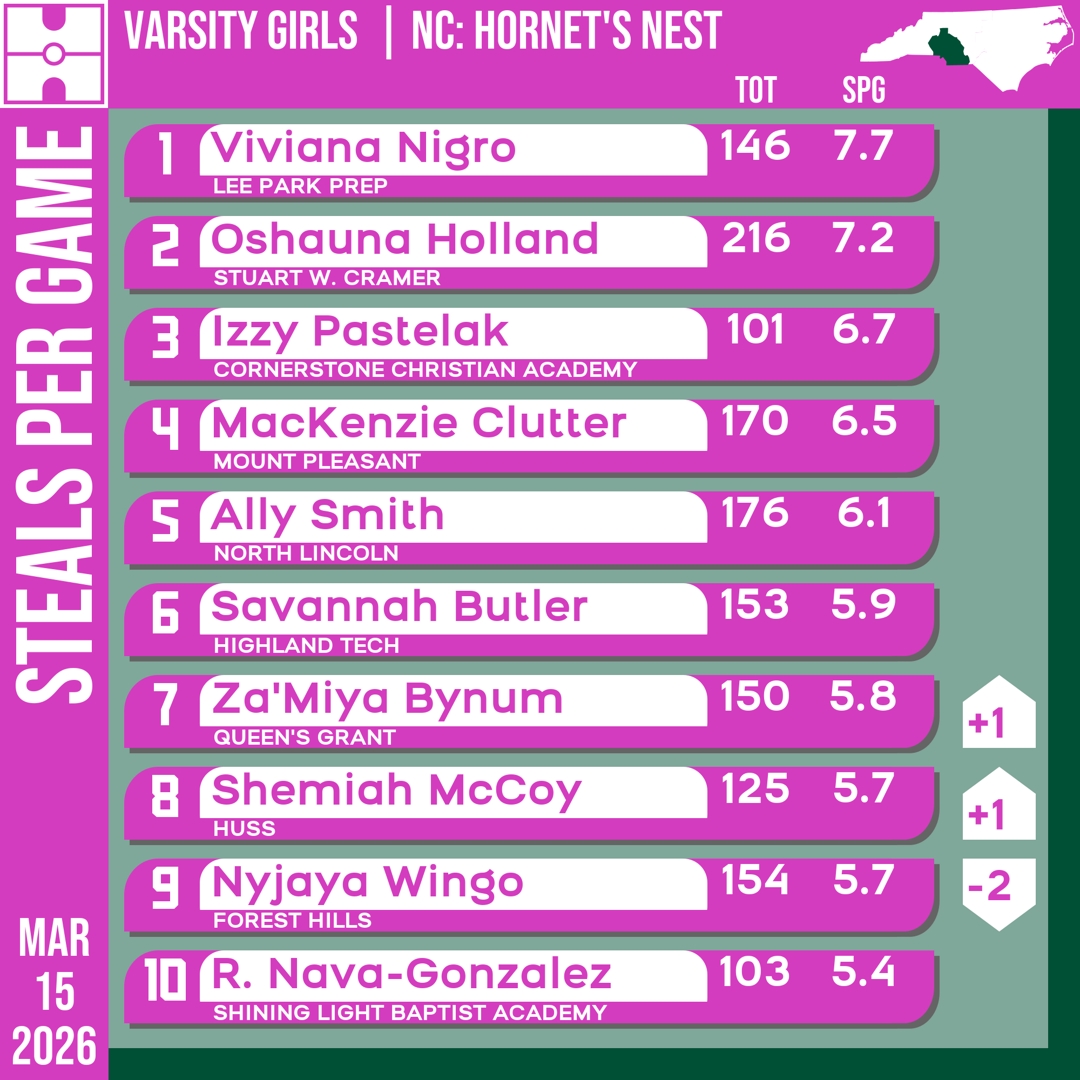 VARSITY GIRLS | NC: HORNET'S NEST
TOT SPG
STEALS PER GAME
1 Viviana Nigro 146 7.7
LEE PARK PREP
2 Oshauna Holland 216 7.2
STUART W. CRAMER
3 Izzy Pastelak 101 6.7
CORNERSTONE CHRISTIAN ACADEMY
4 MacKenzie Clutter 170 6.5
MOUNT PLEASANT
5 Ally Smith 176 6.1
NORTH LINCOLN
6 Savannah Butler 153 5.9
HIGHLAND TECH
7 Za'Miya Bynum 150 5.8 +1
QUEEN'S GRANT
8 Shemiah McCoy 125 5.7 +1
HUSS
9 Nyjaya Wingo 154 5.7 -2
FOREST HILLS
10 R. Nava-Gonzalez 103 5.4
SHINING LIGHT BAPTIST ACADEMY
MAR
15
2026